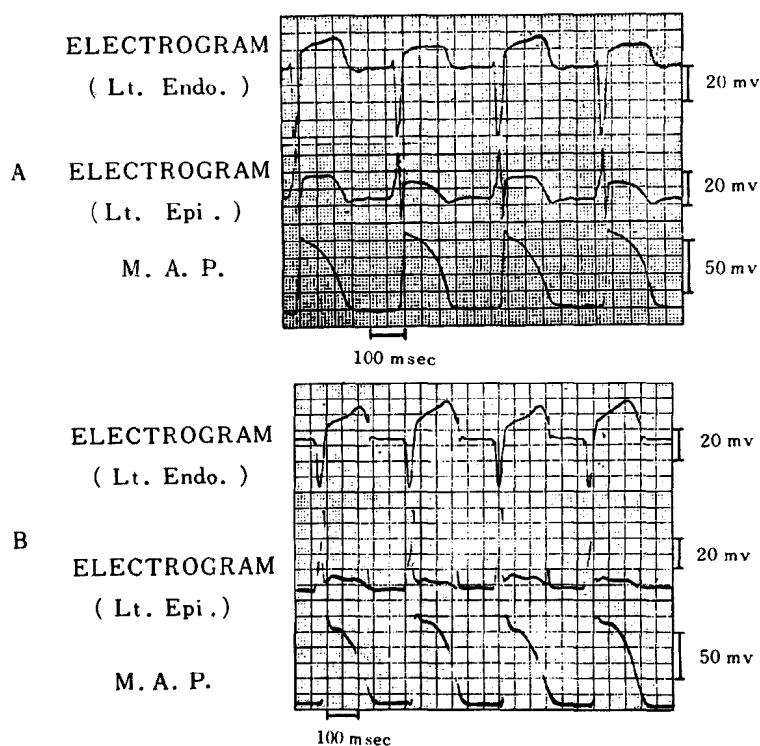 ELECTROGRAM
( Lt. Endo. )
20 mv
A
ELECTROGRAM
(Lt. Epi .)
20 mv
M. A. P.
50 mv
100 msec
ELECTROGRAM
( Lt. Endo. )
20 mv
B
ELECTROGRAM
( Lt. Epi.)
20 mv
M. A. P.
50 mv
100 msec